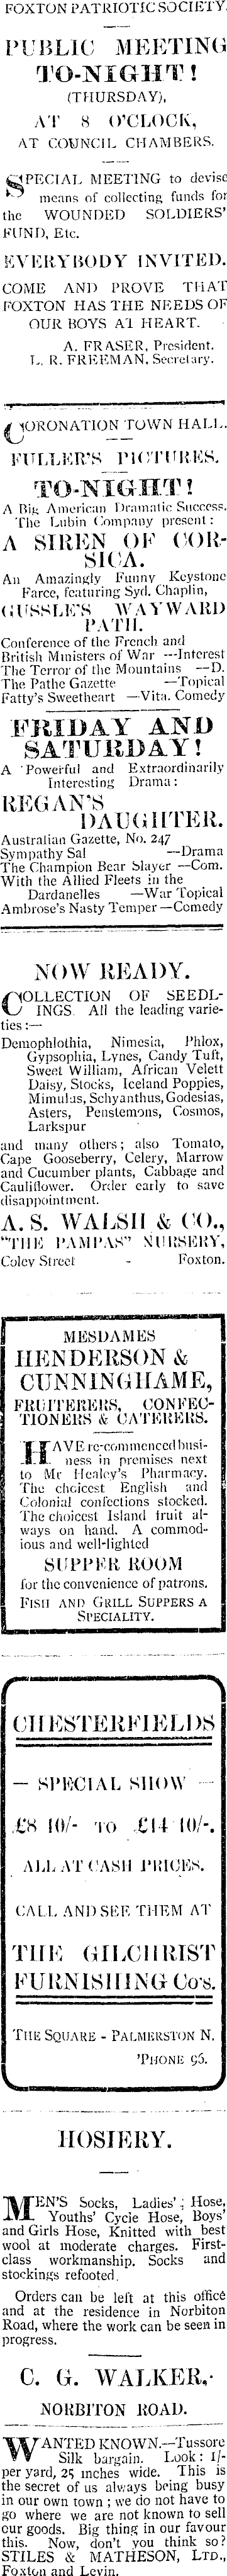 FOXTON PATRIOTIC SOCIETY.
PUBLIC MEETING
TO-NIGHT!
(THURSDAY),
AT 8 O'CLOCK,
AT COUNCIL CHAMBERS.
SPECIAL MEETING to devise
means of collecting funds for
the WOUNDED SOLDIERS'
FUND, Etc.
EVERYBODY INVITED.
COME AND PROVE THAT
FOXTON HAS THE NEEDS OF
OUR BOYS AT HEART.
A. FRASER, President.
L. R. FREEMAN, Secretary.
CORONATION TOWN HALL.
FULLER'S PICTURES.
TO-NIGHT!
A Big American Dramatic Success.
The Lubin Company present:
A SIREN OF COR-
SICA.
An Amazingly Funny Keystone
Farce, featuring Syd. Chaplin,
GUSSLE'S WAYWARD
PATH.
Conference of the French and
British Ministers of War —Interest
The Terror of the Mountains —D.
The Pathe Gazette —Topical
Fatty's Sweetheart —Vita. Comedy
FRIDAY AND
SATURDAY!
A Powerful and Extraordinarily
Interesting Drama:
REGAN'S
DAUGHTER.
Australian Gazette, No. 247
Sympathy Sal —Drama
The Champion Bear Slayer —Com.
With the Allied Fleets in the
Dardanelles —War Topical
Ambrose's Nasty Temper —Comedy
NOW READY.
COLLECTION OF SEEDL-
INGS. All the leading varie-
ties:—
Demophlothia, Nimesia, Phlox,
Gypsophia, Lynes, Candy Tuft,
Sweet William, African Velett
Daisy, Stocks, Iceland Poppies,
Mimulus, Schyanthus, Godesias,
Asters, Penstemons, Cosmos,
Larkspur
and many others; also Tomato,
Cape Gooseberry, Celery, Marrow
and Cucumber plants, Cabbage and
Cauliflower. Order early to save
disappointment.
A. S. WALSH & CO.,
"THE PAMPAS" NURSERY,
Coley Street - Foxton.
MESDAMES
HENDERSON &
CUNNINGHAME,
FRUITERERS, CONFEC-
TIONERS & CATERERS.
HAVE re-commenced busi-
ness in premises next
to Mr Healey's Pharmacy.
The choicest English and
Colonial confections stocked.
The choicest Island fruit al-
ways on hand. A commod-
ious and well-lighted
SUPPER ROOM
for the convenience of patrons.
FISH AND GRILL SUPPERS A
SPECIALITY.
CHESTERFIELDS
— SPECIAL SHOW —
£8 10/- TO £14 10/-.
ALL AT CASH PRICES.
CALL AND SEE THEM AT
THE GILCHRIST
FURNISHING Co's.
THE SQUARE - PALMERSTON N.
'PHONE 96.
HOSIERY.
MEN'S Socks, Ladies'; Hose,
Youths' Cycle Hose, Boys'
and Girls Hose, Knitted with best
wool at moderate charges. First-
class workmanship. Socks and
stockings refooted.
Orders can be left at this office
and at the residence in Norbiton
Road, where the work can be seen in
progress.
C. G. WALKER,
NORBITON ROAD.
WANTED KNOWN.—Tussore
Silk bargain. Look: 1/-
per yard, 25 inches wide. This is
the secret of us always being busy
in our own town; we do not have to
go where we are not known to sell
our goods. Big thing in our favour
this. Now, don't you think so?
STILES & MATHESON, LTD.,
Foxton and Levin.